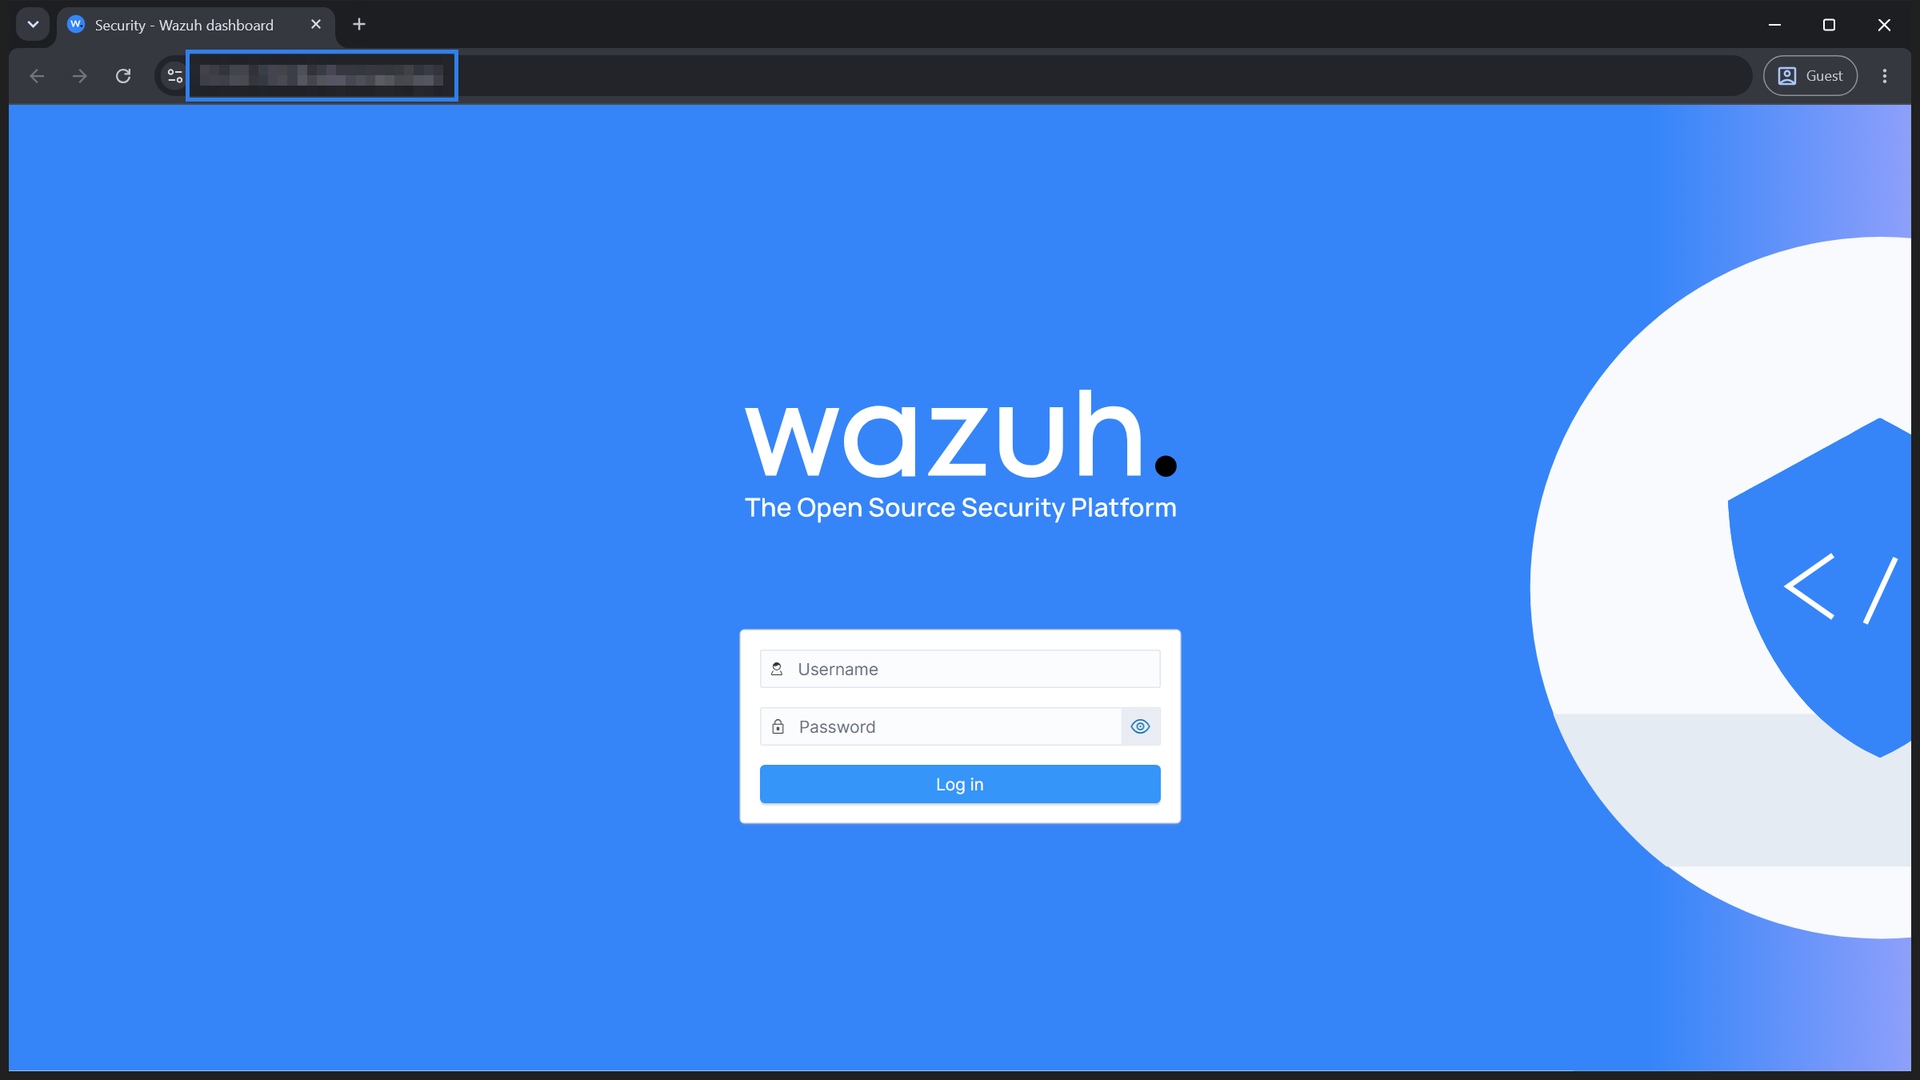 Security - Wazuh dashboard
Guest
wazuh.
The Open Source Security Platform
Username
Password
Log in